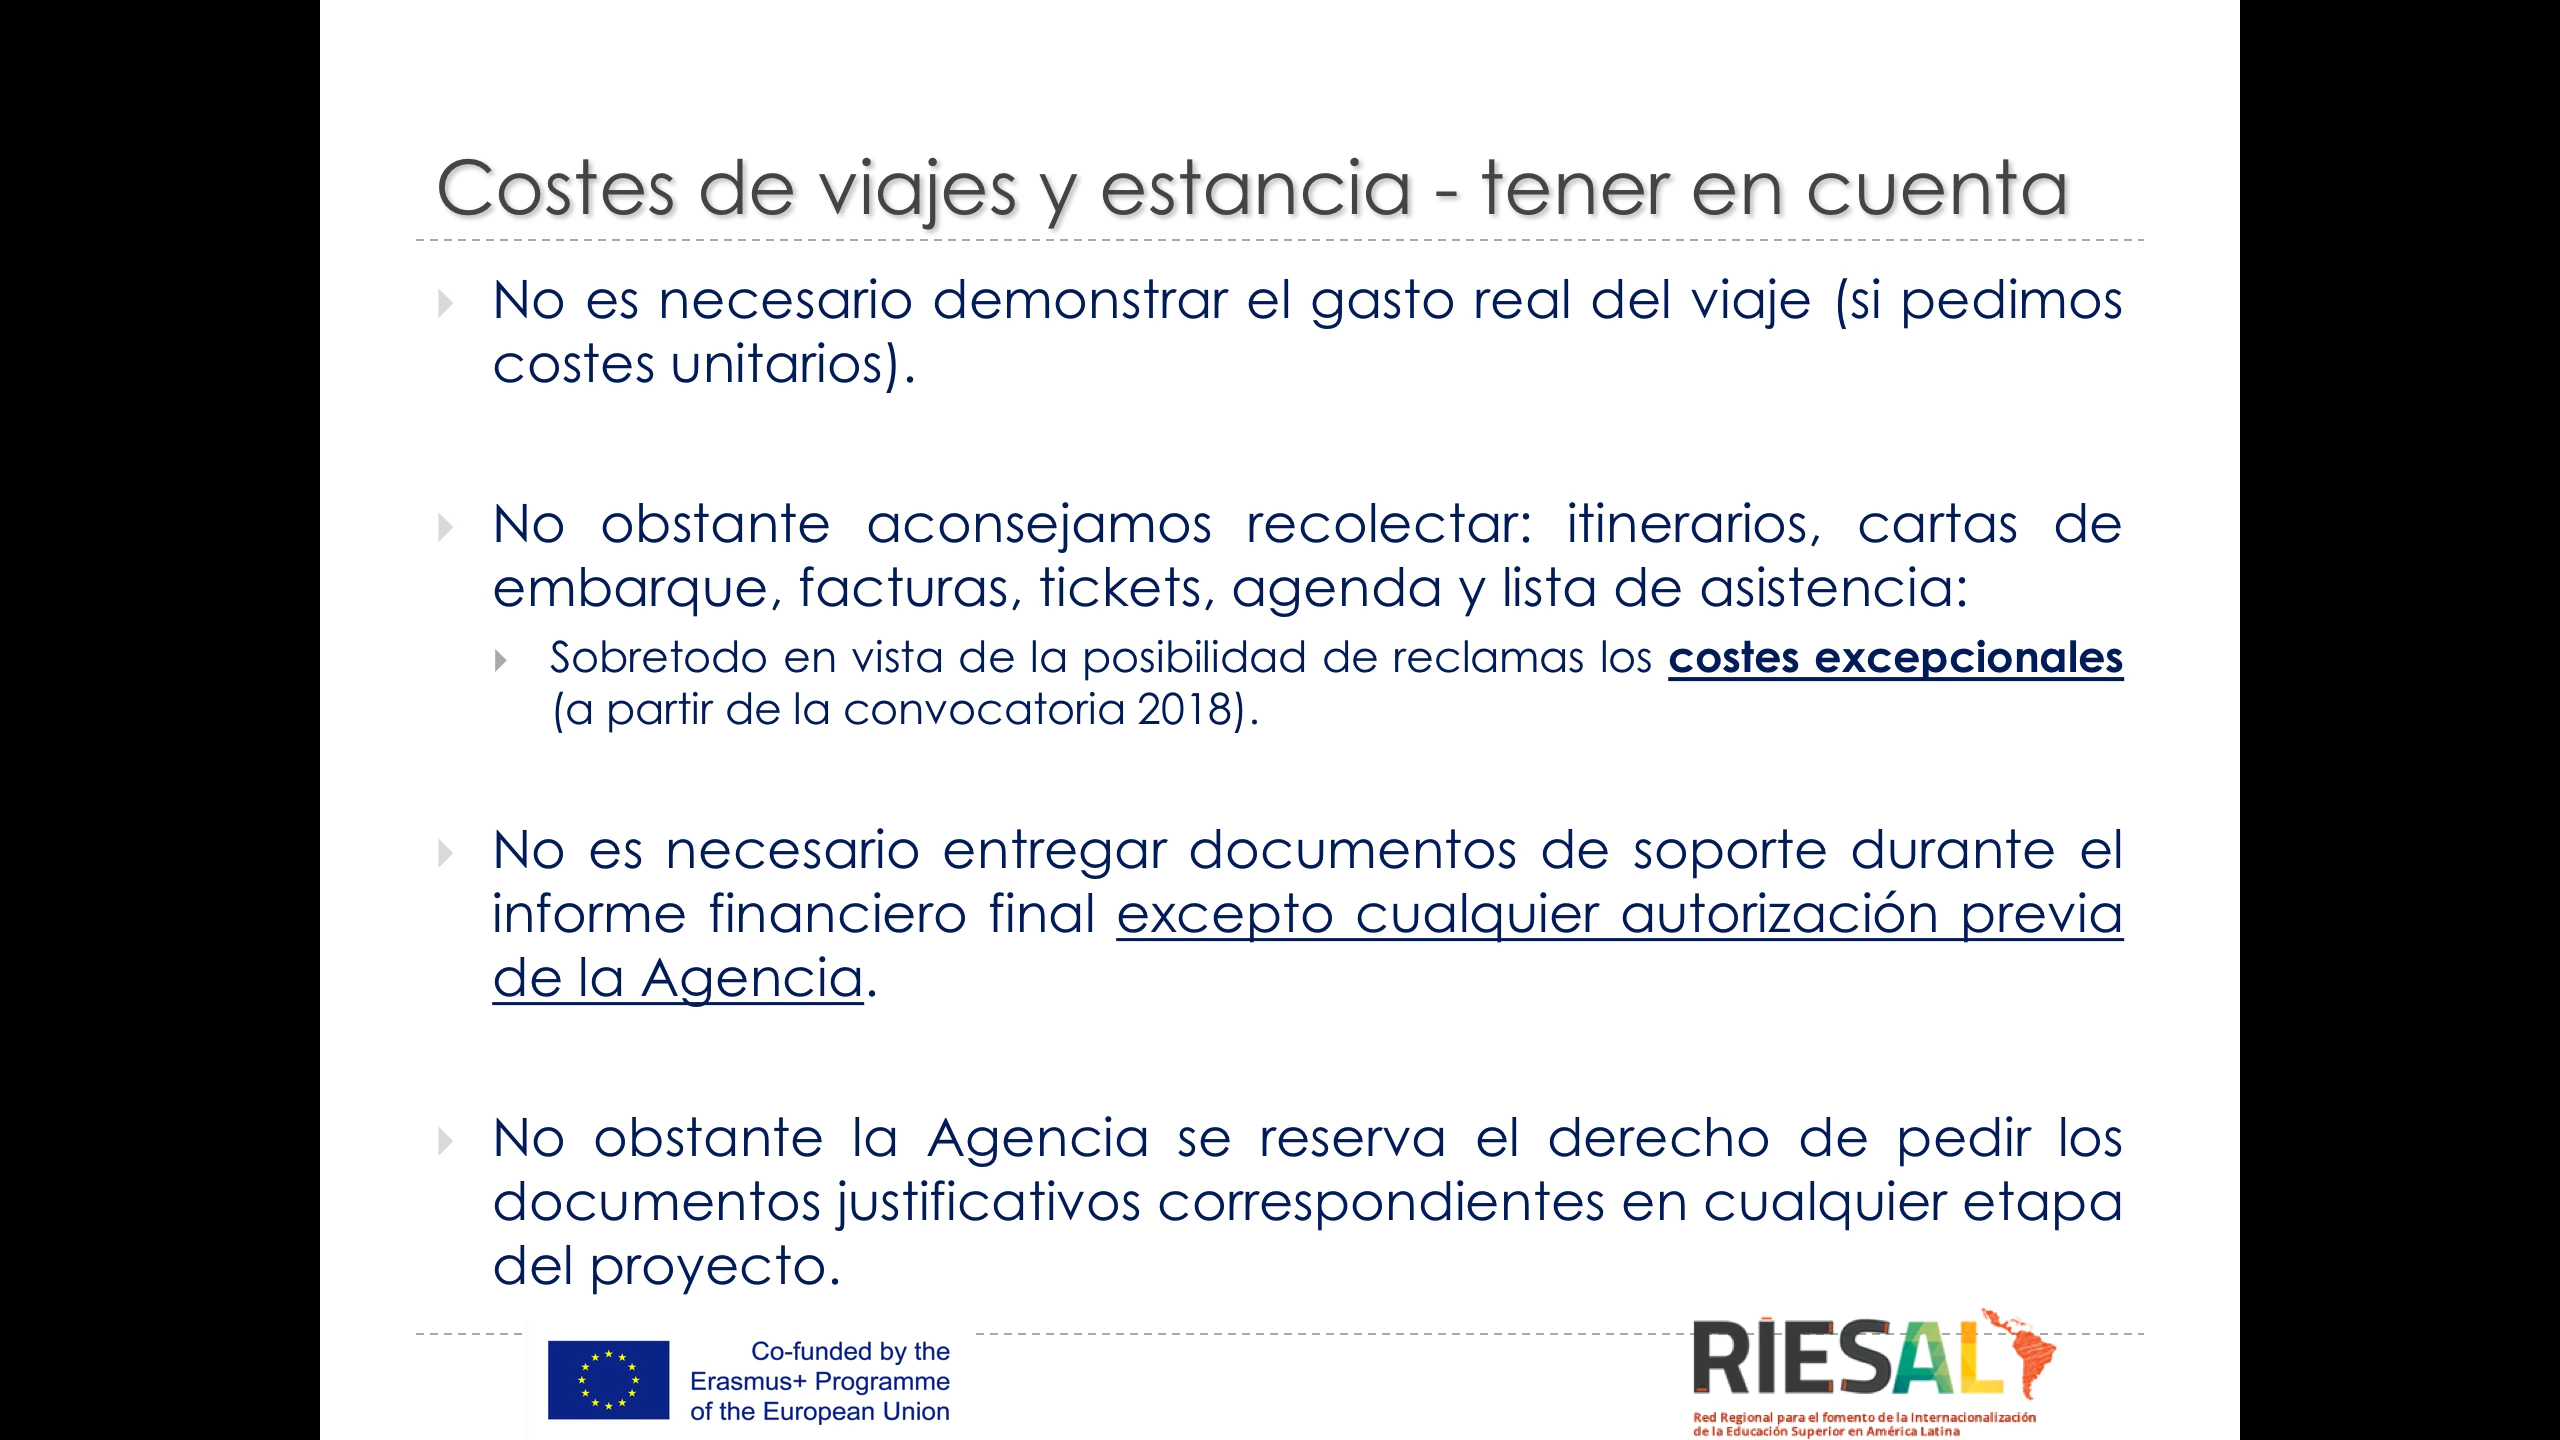 Costes de viajes y estancia - tener en cuenta
No es necesario demonstrar el gasto real del viaje (si pedimos
costes unitarios).
No obstante aconsejamos recolectar: itinerarios, cartas de
embarque, facturas, tickets, agenda y lista de asistencia:
Sobretodo en vista de la posibilidad de reclamas los costes excepcionales
(a partir de la convocatoria 2018).
No es necesario entregar documentos de soporte durante el
informe financiero final excepto cualquier autorización previa
de la Agencia.
No obstante la Agencia se reserva el derecho de pedir los
documentos justificativos correspondientes en cualquier etapa
del proyecto.
Co-funded by the
Erasmus+ Programme
of the European Union
RIESAL
Red Regional para el fomento de la Internacionalización
de la Educación Superior en América Latina